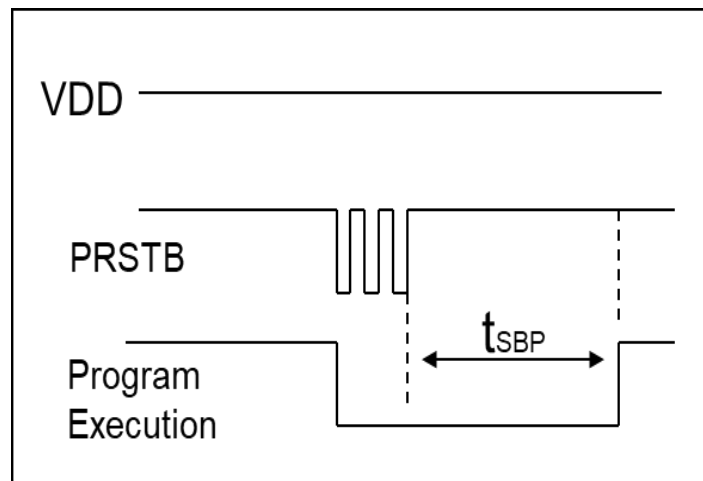 VDD
PRSTB
tSBP
Program
Execution